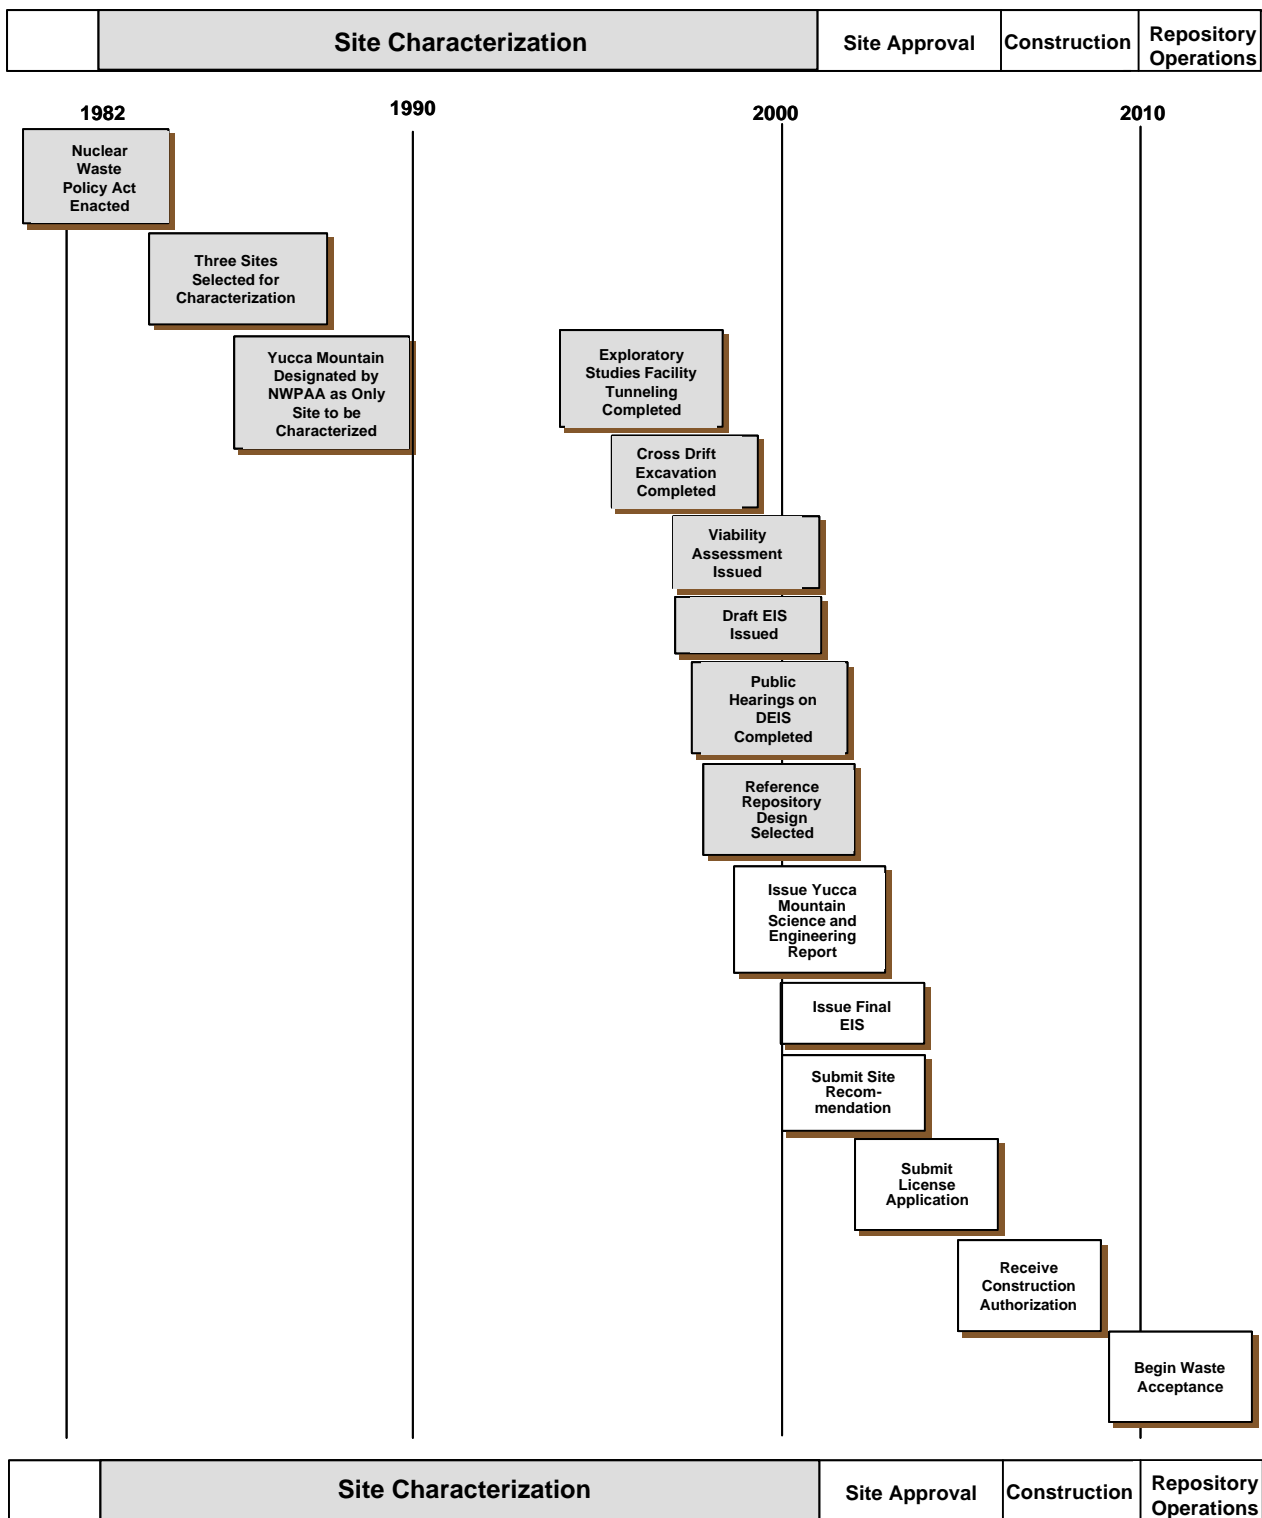 Site Characterization
Site Approval
Construction
Repository
Operations
1982
1990
2000
2010
Nuclear
Waste
Policy Act
Enacted
Three Sites
Selected for
Characterization
Yucca Mountain
Designated by
NWPAA as Only
Site to be
Characterized
Exploratory
Studies Facility
Tunneling
Completed
Cross Drift
Excavation
Completed
Viability
Assessment
Issued
Draft EIS
Issued
Public
Hearings on
DEIS
Completed
Reference
Repository
Design
Selected
Issue Yucca
Mountain
Science and
Engineering
Report
Issue Final
EIS
Submit Site
Recom-
mendation
Submit
License
Application
Receive
Construction
Authorization
Begin Waste
Acceptance
Site Characterization
Site Approval
Construction
Repository
Operations